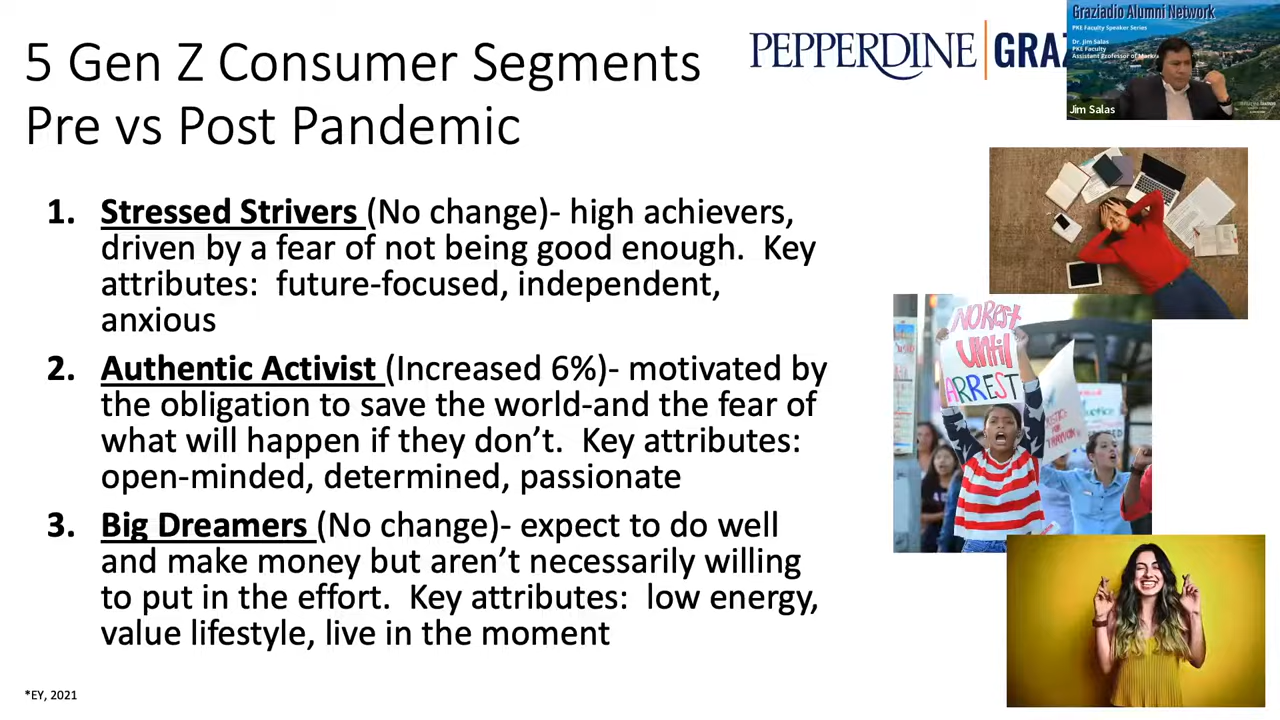 5 Gen Z Consumer Segments
Pre vs Post Pandemic
PEPPERDINE | GRAZ
Graziadio Alumni Network
PKE Faculty Speaker Series
Dr. Jim Salas
PKE Faculty
Assistant Professor of
Jim Salas
1. Stressed Strivers (No change)- high achievers,
driven by a fear of not being good enough. Key
attributes: future-focused, independent,
anxious
2. Authentic Activist (Increased 6%)- motivated by
the obligation to save the world-and the fear of
what will happen if they don’t. Key attributes:
open-minded, determined, passionate
3. Big Dreamers (No change)- expect to do well
and make money but aren’t necessarily willing
to put in the effort. Key attributes: low energy,
value lifestyle, live in the moment
NO REST
Until
ARREST
*EY, 2021